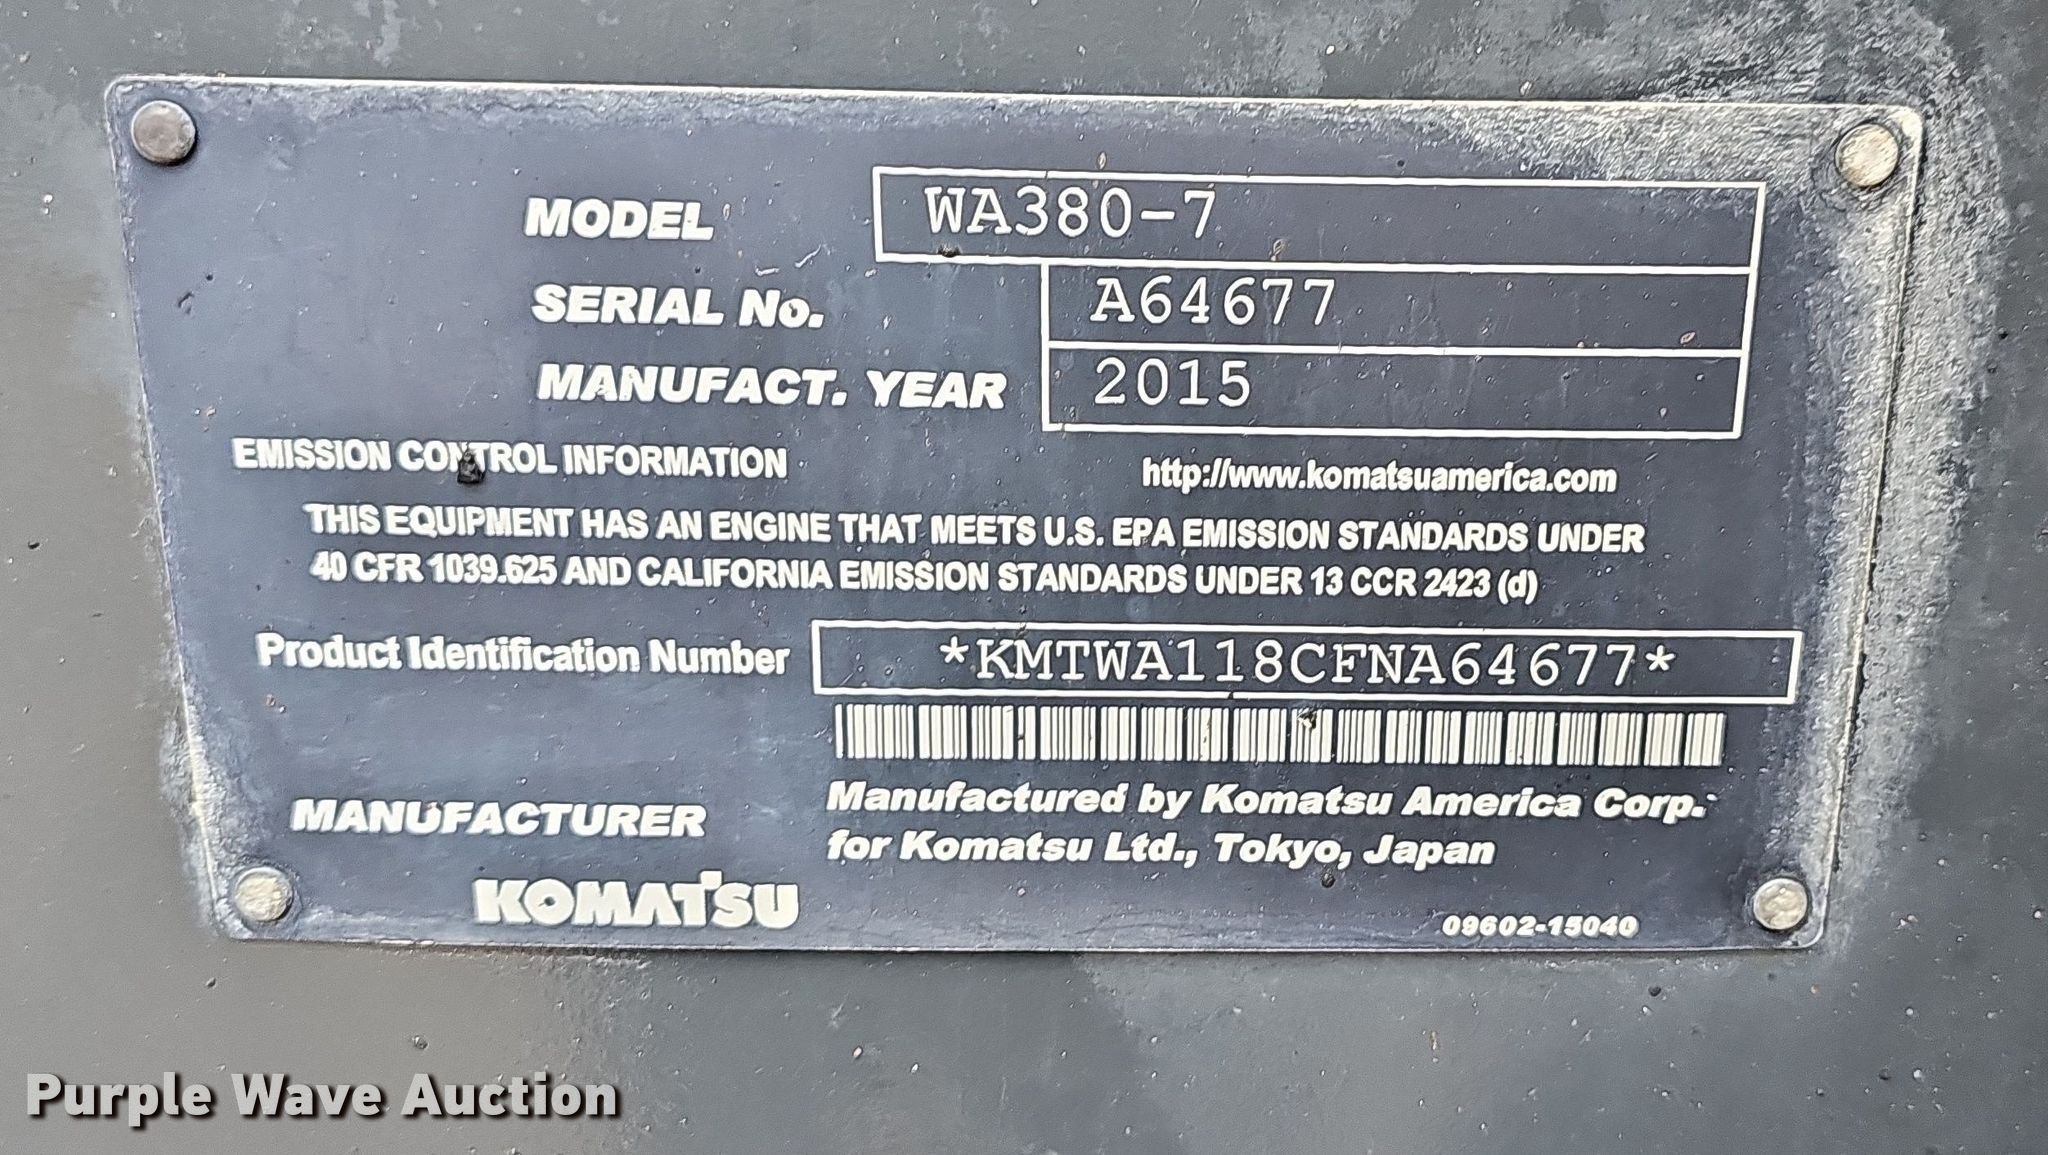 MODEL WA380-7
SERIAL No. A64677
MANUFACT. YEAR 2015
EMISSION CONTROL INFORMATION http://www.komatsuamerica.com
THIS EQUIPMENT HAS AN ENGINE THAT MEETS U.S. EPA EMISSION STANDARDS UNDER
40 CFR 1039.625 AND CALIFORNIA EMISSION STANDARDS UNDER 13 CCR 2423 (d)
Product Identification Number *KMTWA118CFNA64677*
MANUFACTURER Manufactured by Komatsu America Corp.
for Komatsu Ltd., Tokyo, Japan
KOMATSU
09602-15040
Purple Wave Auction